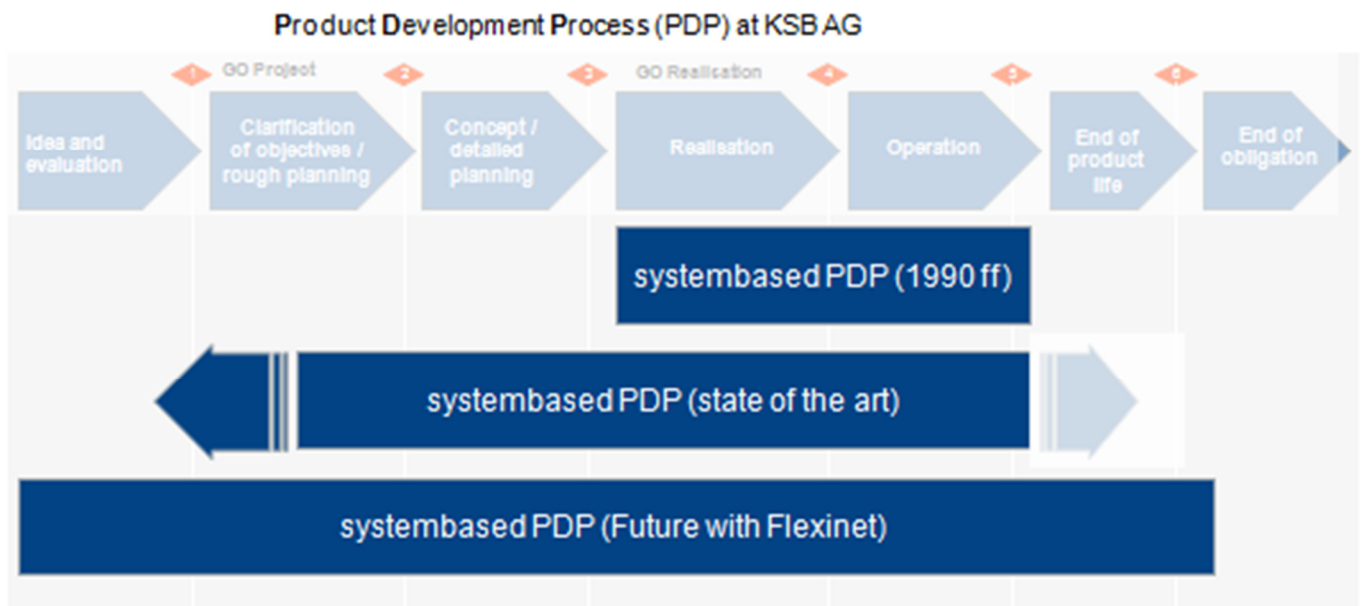 Product Development Process (PDP) at KSB AG
1 GO Project 2 3 GO Realisation 4 5 6
Idea and
evaluation
Clarification
of objectives /
rough planning
Concept /
detailed
planning
Realisation
Operation
End of
product
life
End of
obligation
systembased PDP (1990 ff)
systembased PDP (state of the art)
systembased PDP (Future with Flexinet)